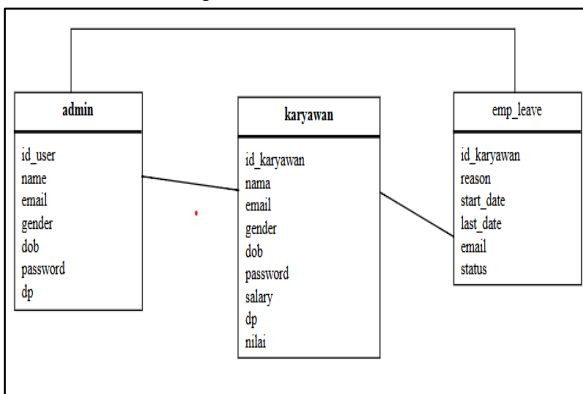 admin
id_user
name
email
gender
dob
password
dp
karyawan
id_karyawan
nama
email
gender
dob
password
salary
dp
nilai
emp_leave
id_karyawan
reason
start_date
last_date
email
status